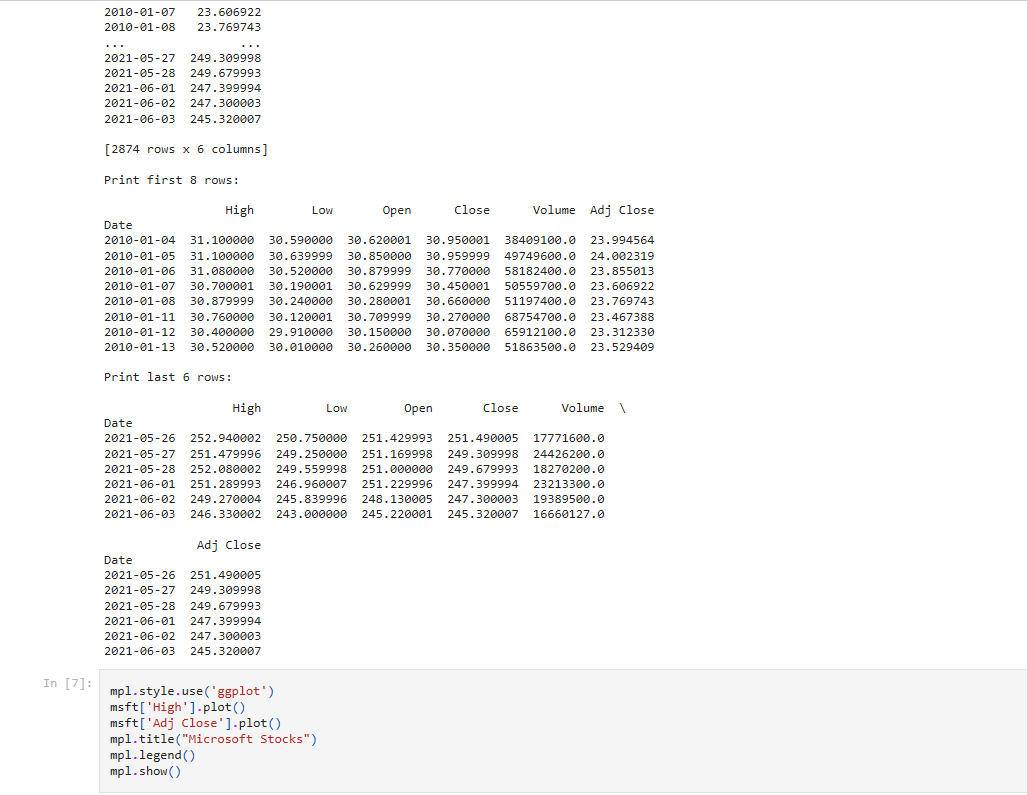 2010-01-07   23.606922
2010-01-08   23.769743
...                ...
2021-05-27  249.309998
2021-05-28  249.679993
2021-06-01  247.399994
2021-06-02  247.300003
2021-06-03  245.320007
[2874 rows x 6 columns]
Print first 8 rows:
                 High        Low       Open      Close      Volume  Adj Close
Date
2010-01-04  31.100000  30.590000  30.620001  30.950001  38409100.0  23.994564
2010-01-05  31.100000  30.639999  30.850000  30.959999  49749600.0  24.002319
2010-01-06  31.080000  30.520000  30.879999  30.770000  58182400.0  23.855013
2010-01-07  30.700001  30.190001  30.629999  30.450001  50559700.0  23.606922
2010-01-08  30.879999  30.240000  30.280001  30.660000  51197400.0  23.769743
2010-01-11  30.760000  30.120001  30.709999  30.270000  68754700.0  23.467388
2010-01-12  30.400000  29.910000  30.150000  30.070000  65912100.0  23.312330
2010-01-13  30.520000  30.010000  30.260000  30.350000  51863500.0  23.529409
Print last 6 rows:
                  High         Low        Open       Close      Volume  \
Date
2021-05-26  252.940002  250.750000  251.429993  251.490005  17771600.0
2021-05-27  251.479996  249.250000  251.169998  249.309998  24426200.0
2021-05-28  252.080002  249.559998  251.000000  249.679993  18270200.0
2021-06-01  251.289993  246.960007  251.229996  247.399994  23213300.0
2021-06-02  249.270004  245.839996  248.130005  247.300003  19389500.0
2021-06-03  246.330002  243.000000  245.220001  245.320007  16660127.0
             Adj Close
Date
2021-05-26  251.490005
2021-05-27  249.309998
2021-05-28  249.679993
2021-06-01  247.399994
2021-06-02  247.300003
2021-06-03  245.320007
In [7]:
mpl.style.use('ggplot')
msft['High'].plot()
msft['Adj Close'].plot()
mpl.title("Microsoft Stocks")
mpl.legend()
mpl.show()